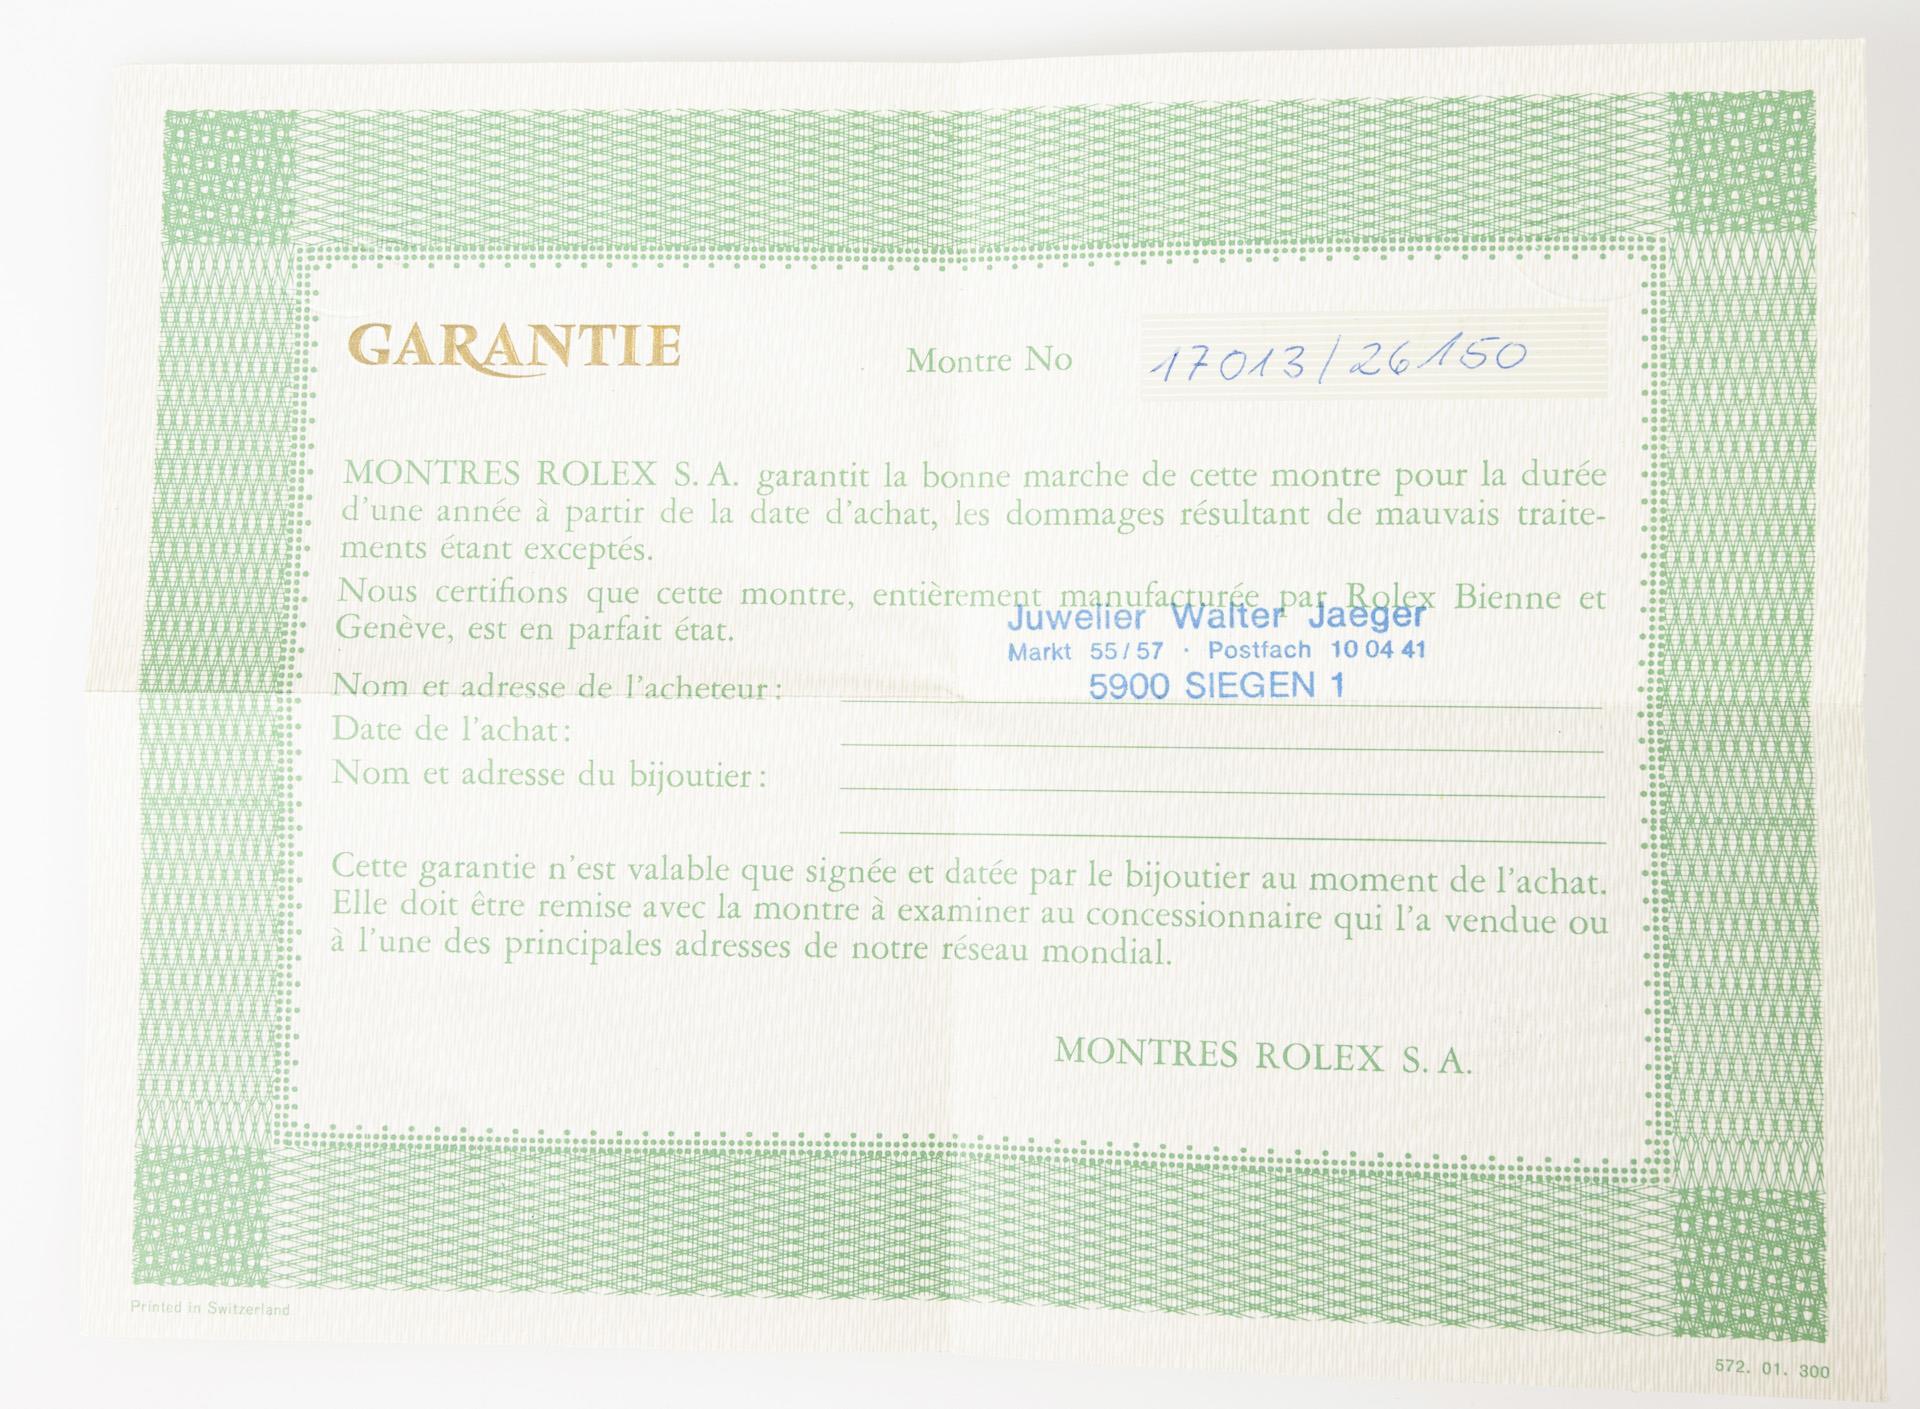 GARANTIE
Montre No 17013/26150
MONTRES ROLEX S. A. garantit la bonne marche de cette montre pour la durée
d'une année à partir de la date d'achat, les dommages résultant de mauvais traite-
ments étant exceptés.
Nous certifions que cette montre, entièrement manufacturée par Rolex Bienne et
Genève, est en parfait état.
Juwelier Walter Jaeger
Markt 55/57 · Postfach 10 04 41
5900 SIEGEN 1
Nom et adresse de l'acheteur:
Date de l'achat:
Nom et adresse du bijoutier:
Cette garantie n'est valable que signée et datée par le bijoutier au moment de l'achat.
Elle doit être remise avec la montre à examiner au concessionnaire qui l'a vendue ou
à l'une des principales adresses de notre réseau mondial.
MONTRES ROLEX S. A.
Printed in Switzerland
572. 01. 300